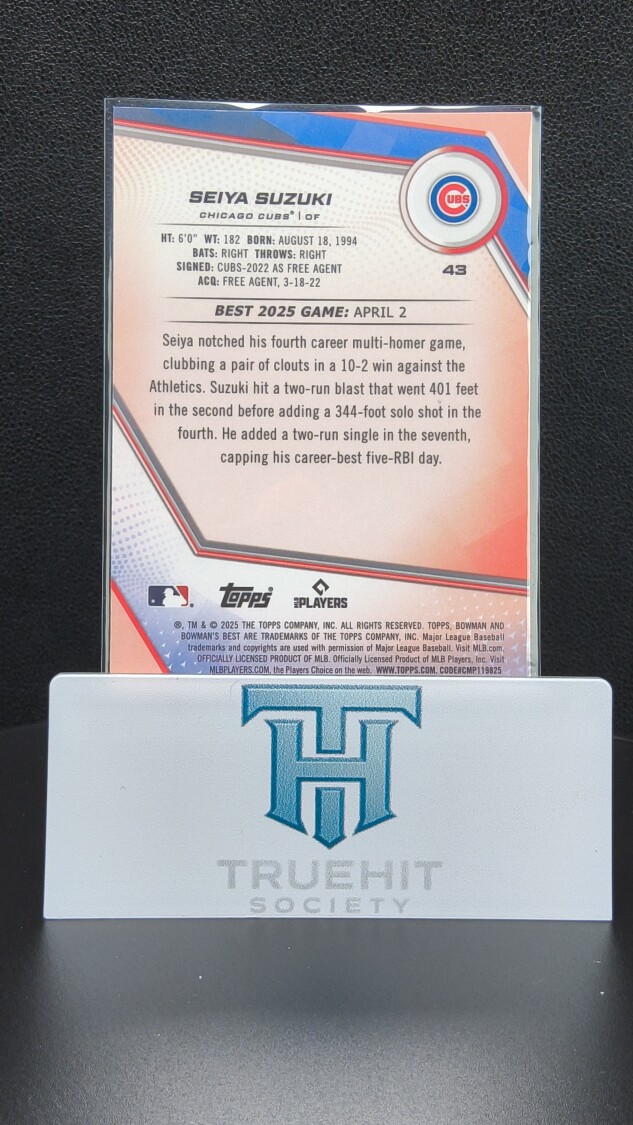 SEIYA SUZUKI
CHICAGO CUBS® | OF
CUBS
43
HT: 6'0" WT: 182 BORN: AUGUST 18, 1994
BATS: RIGHT THROWS: RIGHT
SIGNED: CUBS-2022 AS FREE AGENT
ACQ: FREE AGENT, 3-18-22
BEST 2025 GAME: APRIL 2
Seiya notched his fourth career multi-homer game,
clubbing a pair of clouts in a 10-2 win against the
Athletics. Suzuki hit a two-run blast that went 401 feet
in the second before adding a 344-foot solo shot in the
fourth. He added a two-run single in the seventh,
capping his career-best five-RBI day.
Topps®
MLB PLAYERS
®, TM & © 2025 THE TOPPS COMPANY, INC. ALL RIGHTS RESERVED. TOPPS, BOWMAN AND
BOWMAN'S BEST ARE TRADEMARKS OF THE TOPPS COMPANY, INC. Major League Baseball
trademarks and copyrights are used with permission of Major League Baseball. Visit MLB.com.
OFFICIALLY LICENSED PRODUCT OF MLB. Officially Licensed Product of MLB Players, Inc. Visit
MLBPLAYERS.COM, the Players Choice on the web. WWW.TOPPS.COM. CODE#CMP119825
TH
TRUEHIT
SOCIETY